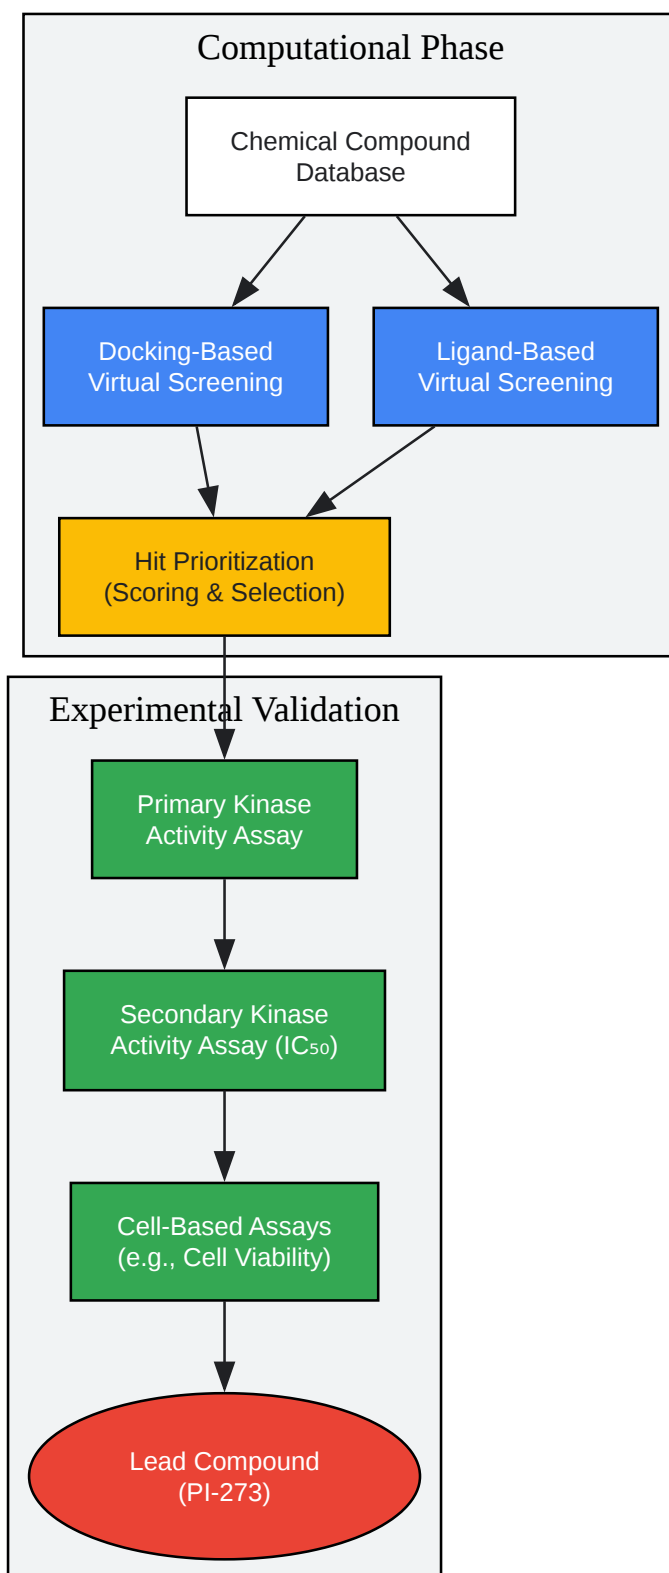 Computational Phase
Chemical Compound
Database
Docking-Based
Virtual Screening
Ligand-Based
Virtual Screening
Hit Prioritization
(Scoring & Selection)
Experimental Validation
Primary Kinase
Activity Assay
Secondary Kinase
Activity Assay (IC₅₀)
Cell-Based Assays
(e.g., Cell Viability)
Lead Compound
(PI-273)